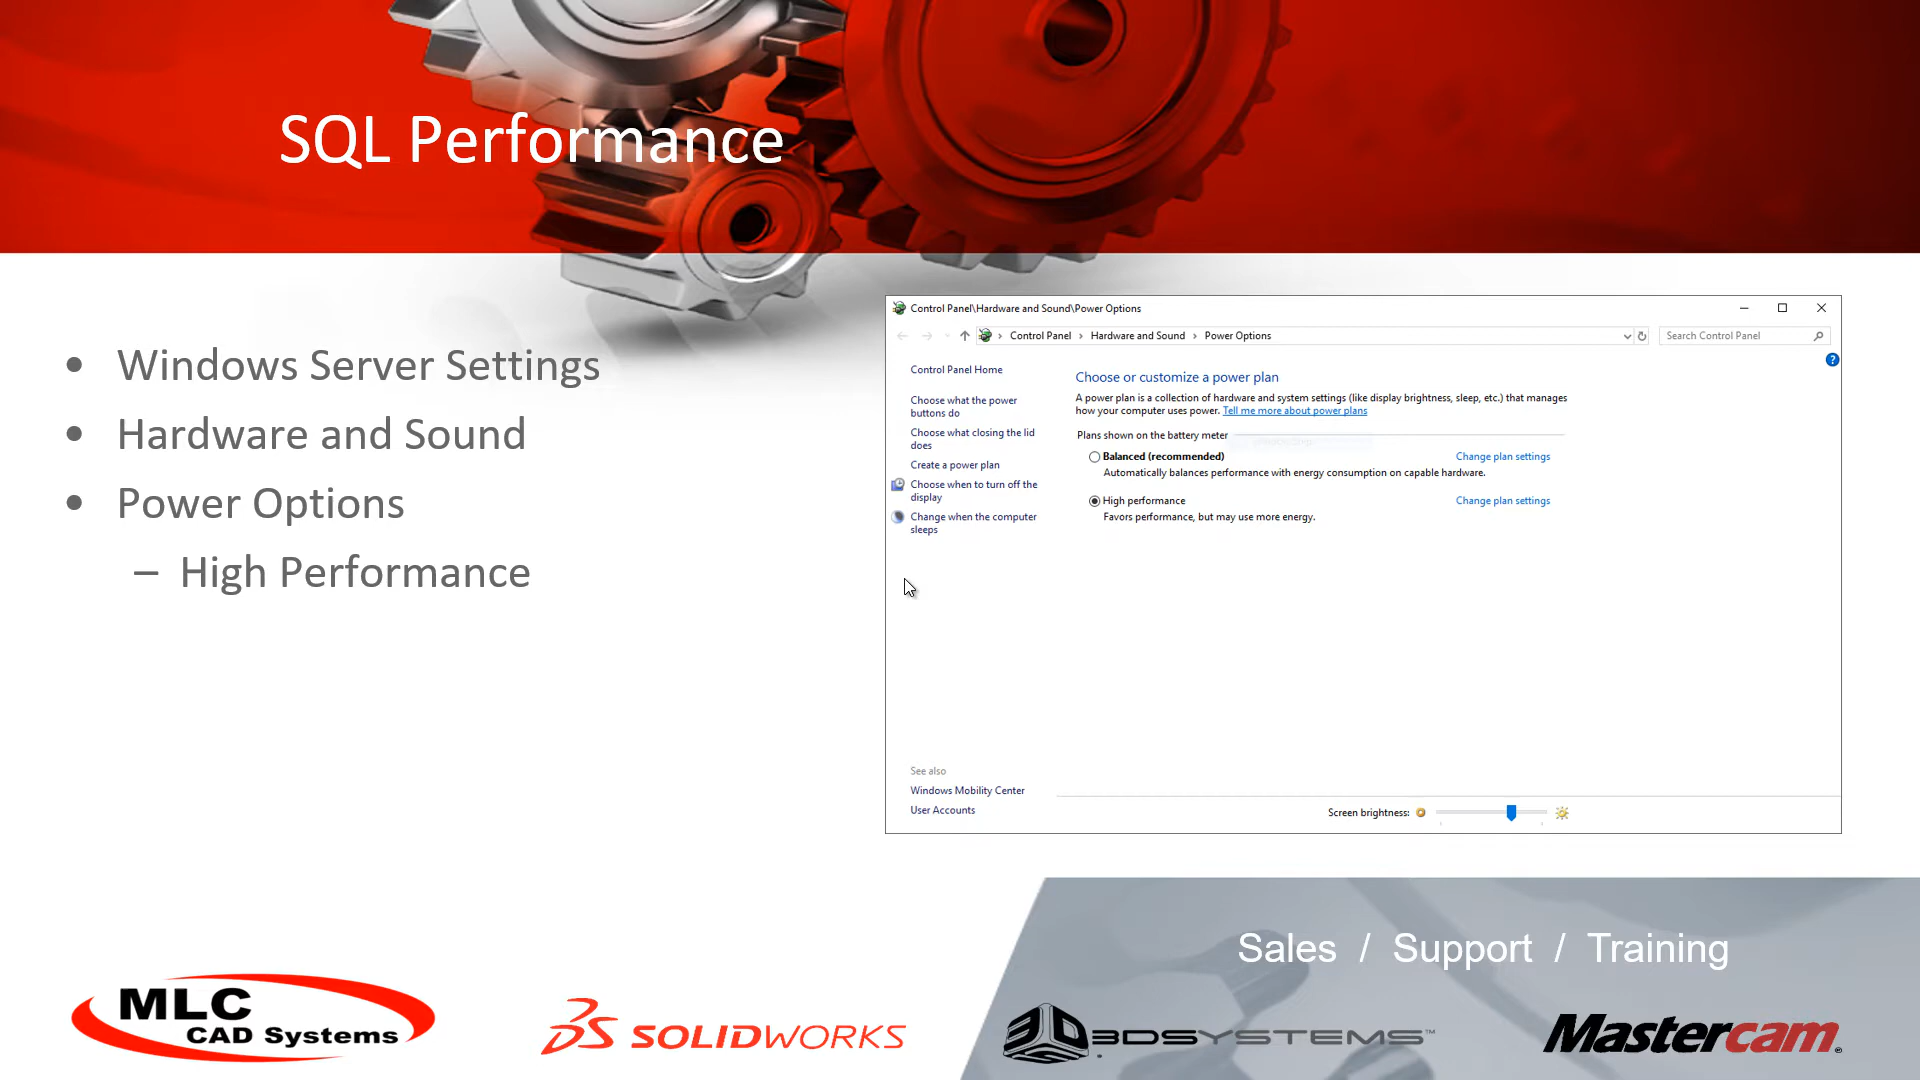 SQL Performance
• Windows Server Settings
• Hardware and Sound
• Power Options
– High Performance
Control Panel\Hardware and Sound\Power Options
Control Panel › Hardware and Sound › Power Options
Search Control Panel
Control Panel Home
Choose what the power
buttons do
Choose what closing the lid
does
Create a power plan
Choose when to turn off the
display
Change when the computer
sleeps
Choose or customize a power plan
A power plan is a collection of hardware and system settings (like display brightness, sleep, etc.) that manages
how your computer uses power. Tell me more about power plans
Plans shown on the battery meter
Balanced (recommended) Change plan settings
Automatically balances performance with energy consumption on capable hardware.
High performance Change plan settings
Favors performance, but may use more energy.
See also
Windows Mobility Center
User Accounts
Screen brightness:
Sales / Support / Training
MLC
CAD Systems
SOLIDWORKS
3DSYSTEMS™
Mastercam®